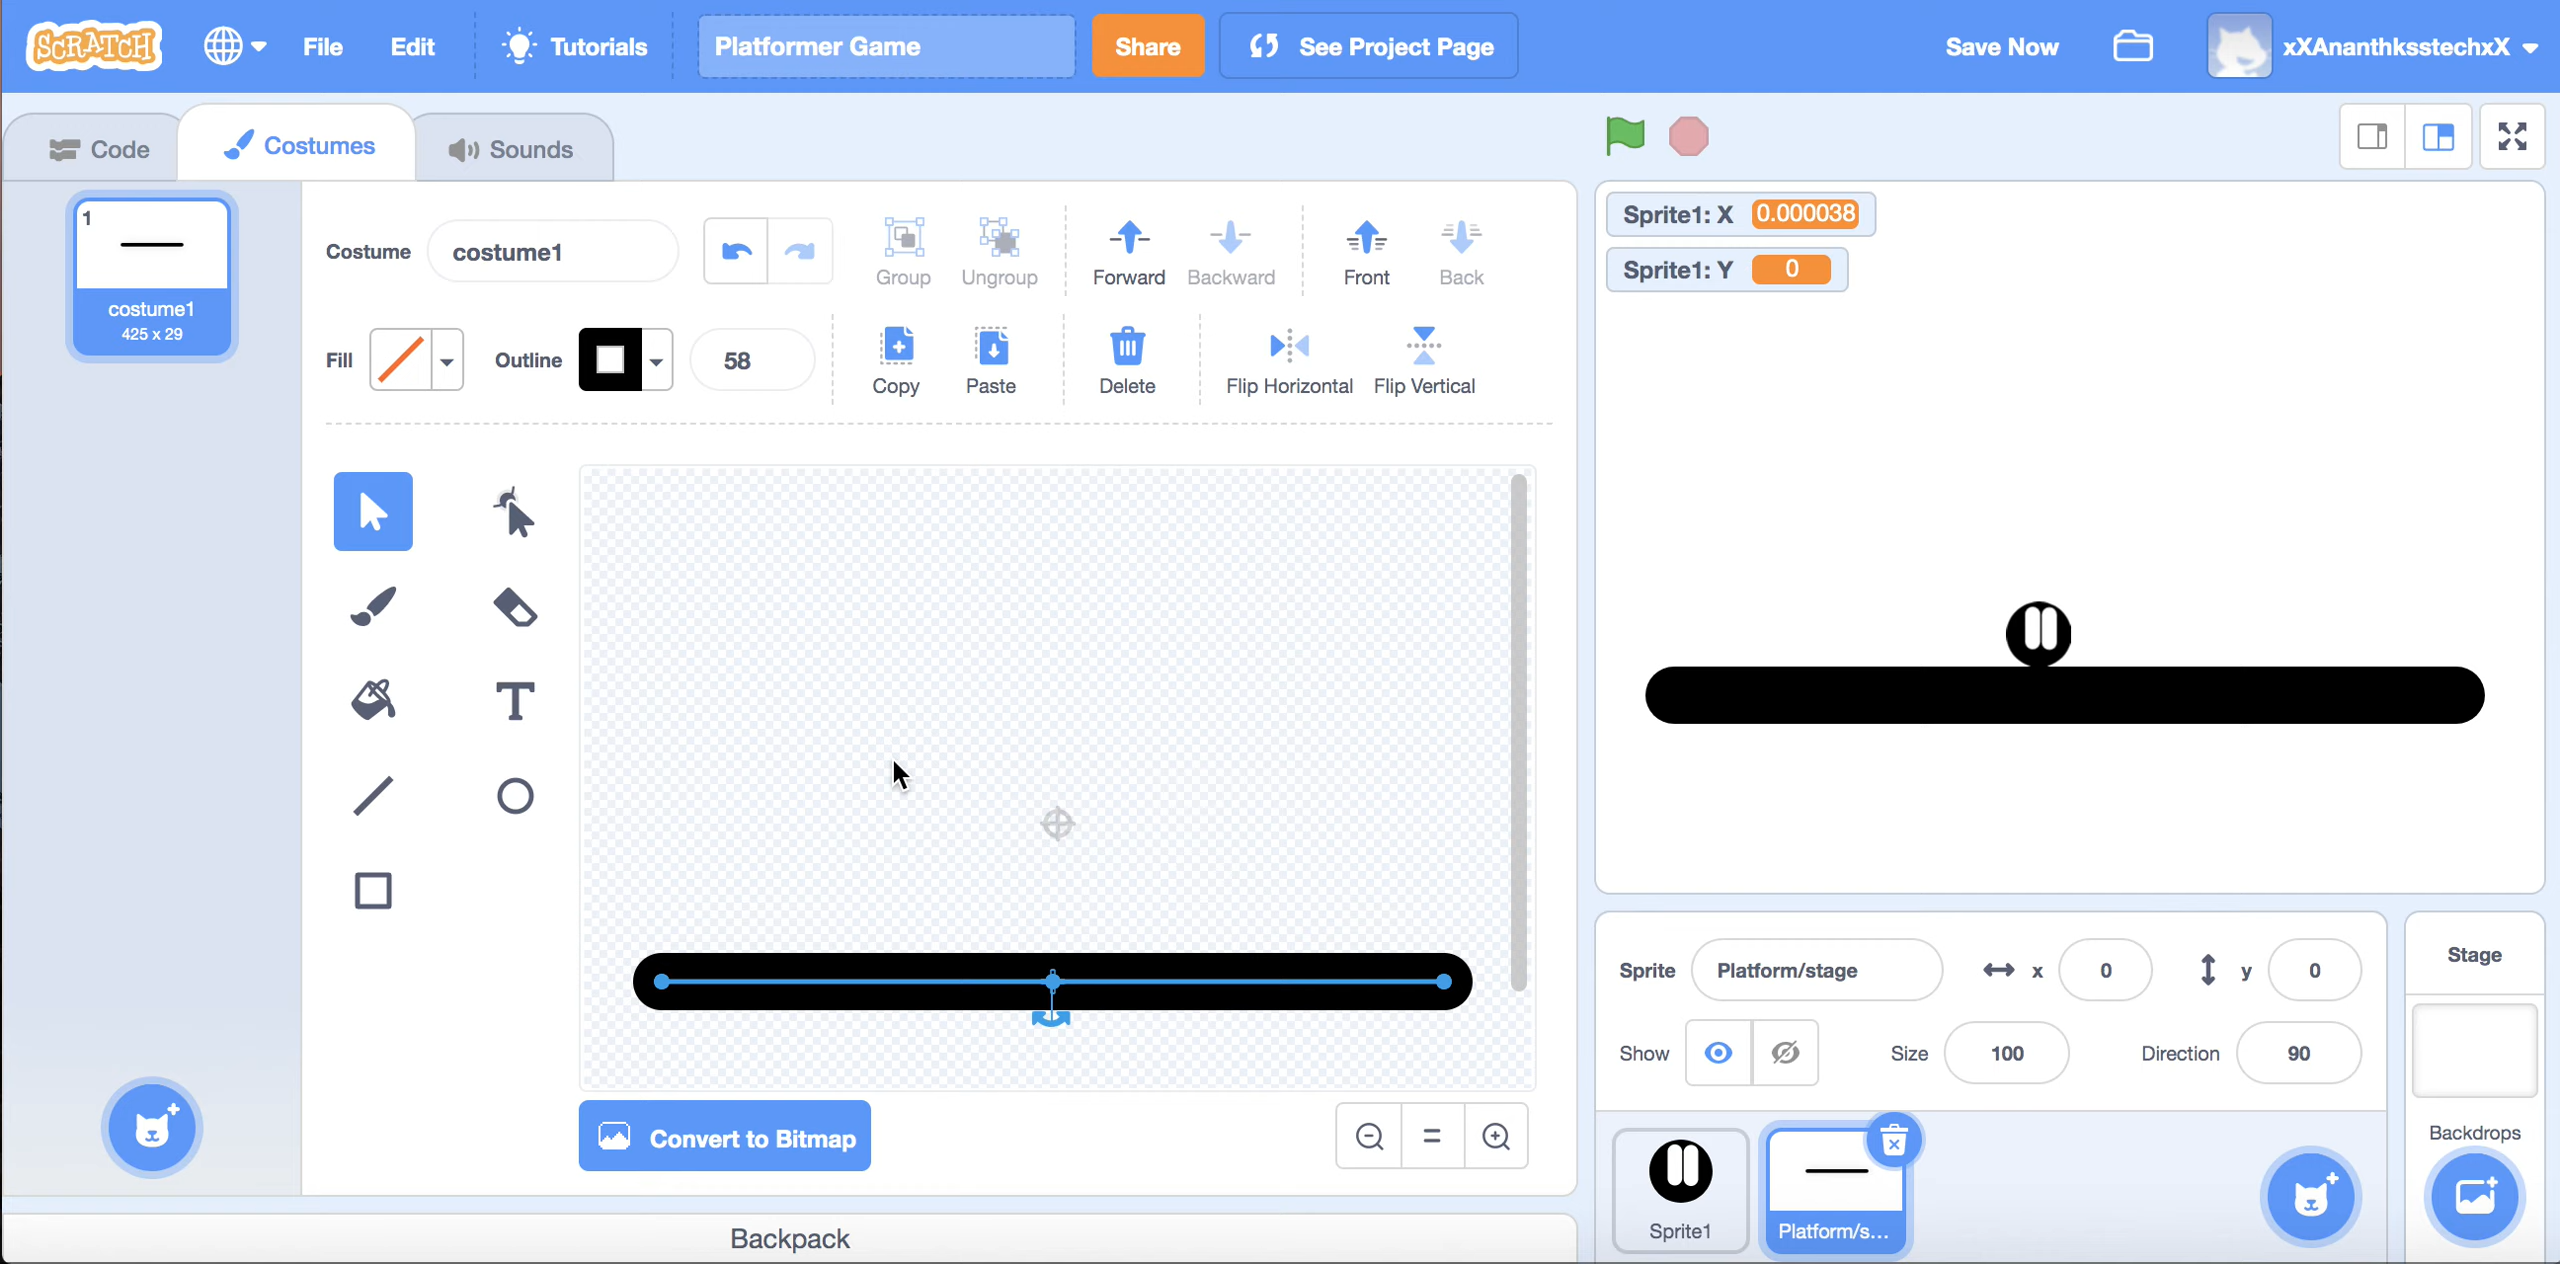 SCRATCH
File
Edit
Tutorials
Platformer Game
Share
See Project Page
Save Now
xXAnanthksstechxX
Code
Costumes
Sounds
1
costume1
425 x 29
Costume
costume1
Group
Ungroup
Forward
Backward
Front
Back
Fill
Outline
58
Copy
Paste
Delete
Flip Horizontal
Flip Vertical
Convert to Bitmap
Backpack
Sprite1: X 0.000038
Sprite1: Y 0
Sprite
Platform/stage
x
0
y
0
Show
Size
100
Direction
90
Sprite1
Platform/s...
Stage
Backdrops